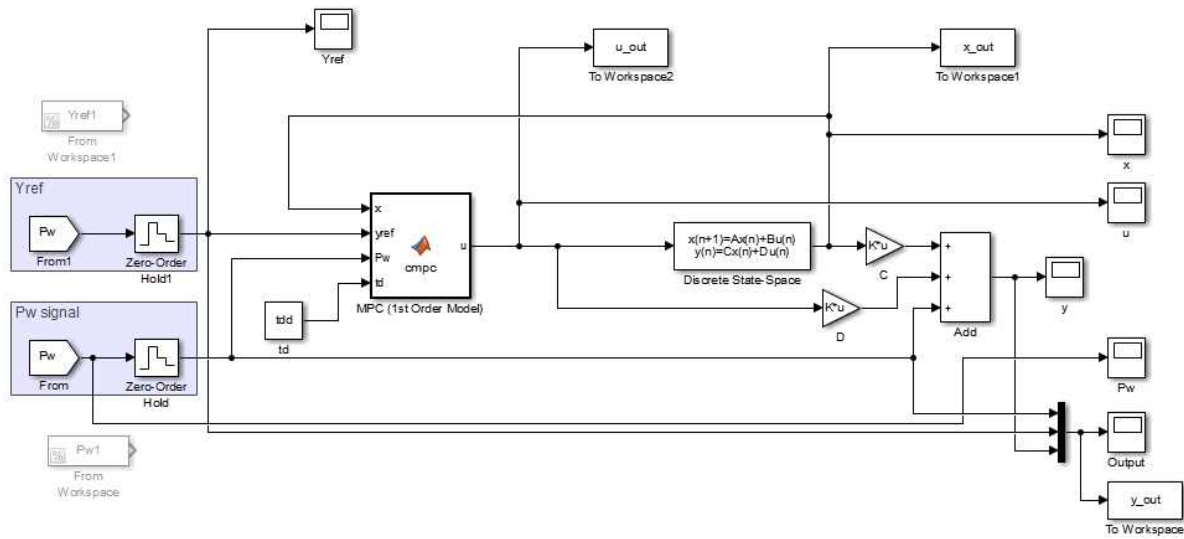 Yref
u_out
To Workspace2
x_out
To Workspace1
Yref1
From
Workspace1
x
Yref
Pw
From1
Zero-Order
Hold1
x
yref
Pw
td
cmpc
u
MPC (1st Order Model)
u
x(n+1)=Ax(n)+Bu(n)
y(n)=Cx(n)+Du(n)
Discrete State-Space
K*u
C
K*u
D
+
+
+
Add
y
tdd
td
Pw signal
Pw
From
Zero-Order
Hold
Pw
Pw1
From
Workspace
Output
y_out
To Workspace